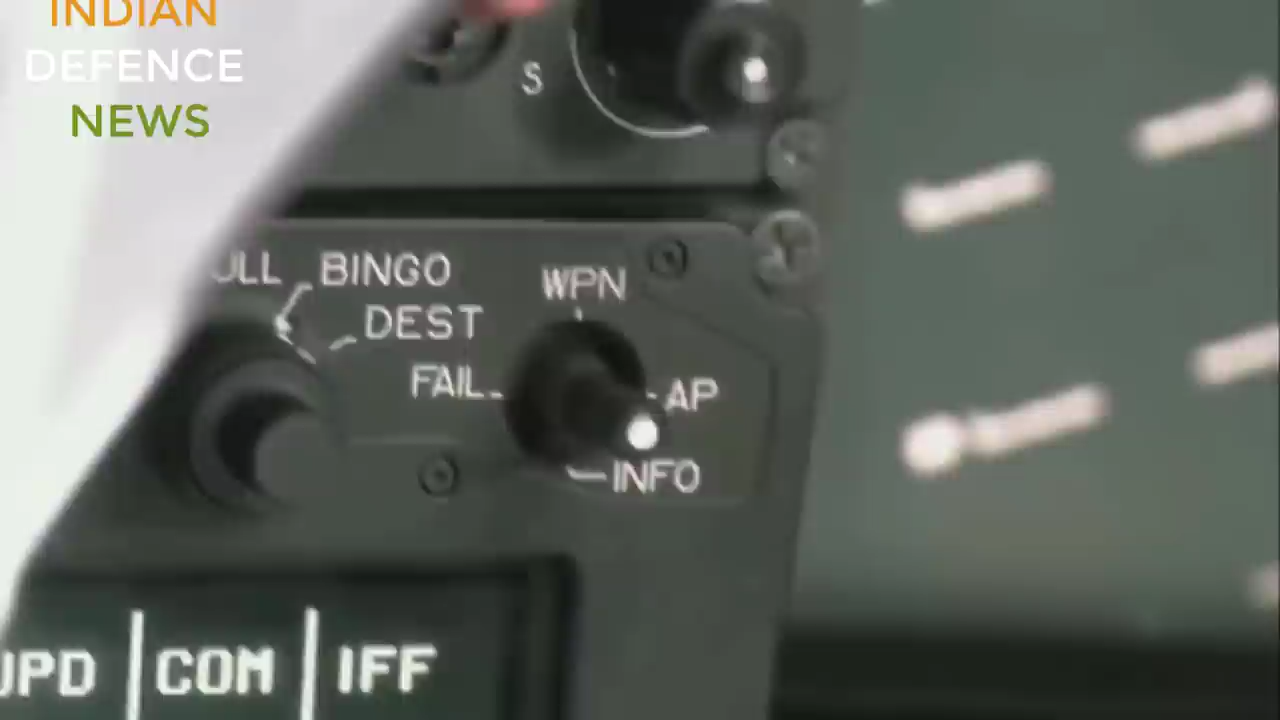 INDIAN
DEFENCE
NEWS
S
BINGO
DEST
WPN
FAIL
AP
INFO
COM
IFF